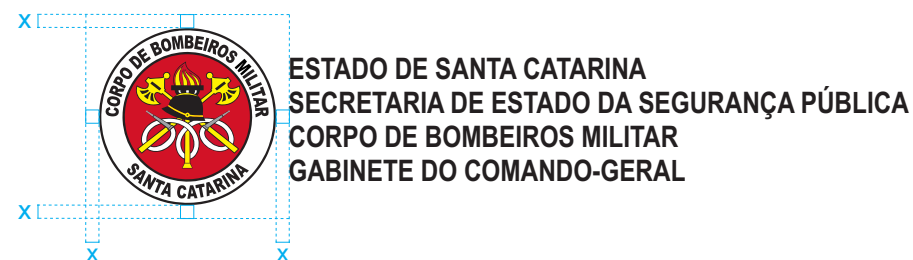 X
CORPO DE BOMBEIROS MILITAR
SANTA CATARINA
ESTADO DE SANTA CATARINA
SECRETARIA DE ESTADO DA SEGURANÇA PÚBLICA
CORPO DE BOMBEIROS MILITAR
GABINETE DO COMANDO-GERAL
X
X X